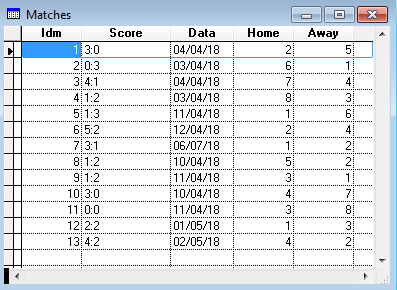 Matches
Idm Score Data Home Away
1 3:0 04/04/18 2 5
2 0:3 03/04/18 6 1
3 4:1 04/04/18 7 4
4 1:2 03/04/18 8 3
5 1:3 11/04/18 1 6
6 5:2 12/04/18 2 4
7 3:1 06/07/18 1 2
8 1:2 10/04/18 5 2
9 1:2 11/04/18 3 1
10 3:0 10/04/18 4 7
11 0:0 11/04/18 3 8
12 2:2 01/05/18 1 3
13 4:2 02/05/18 4 2